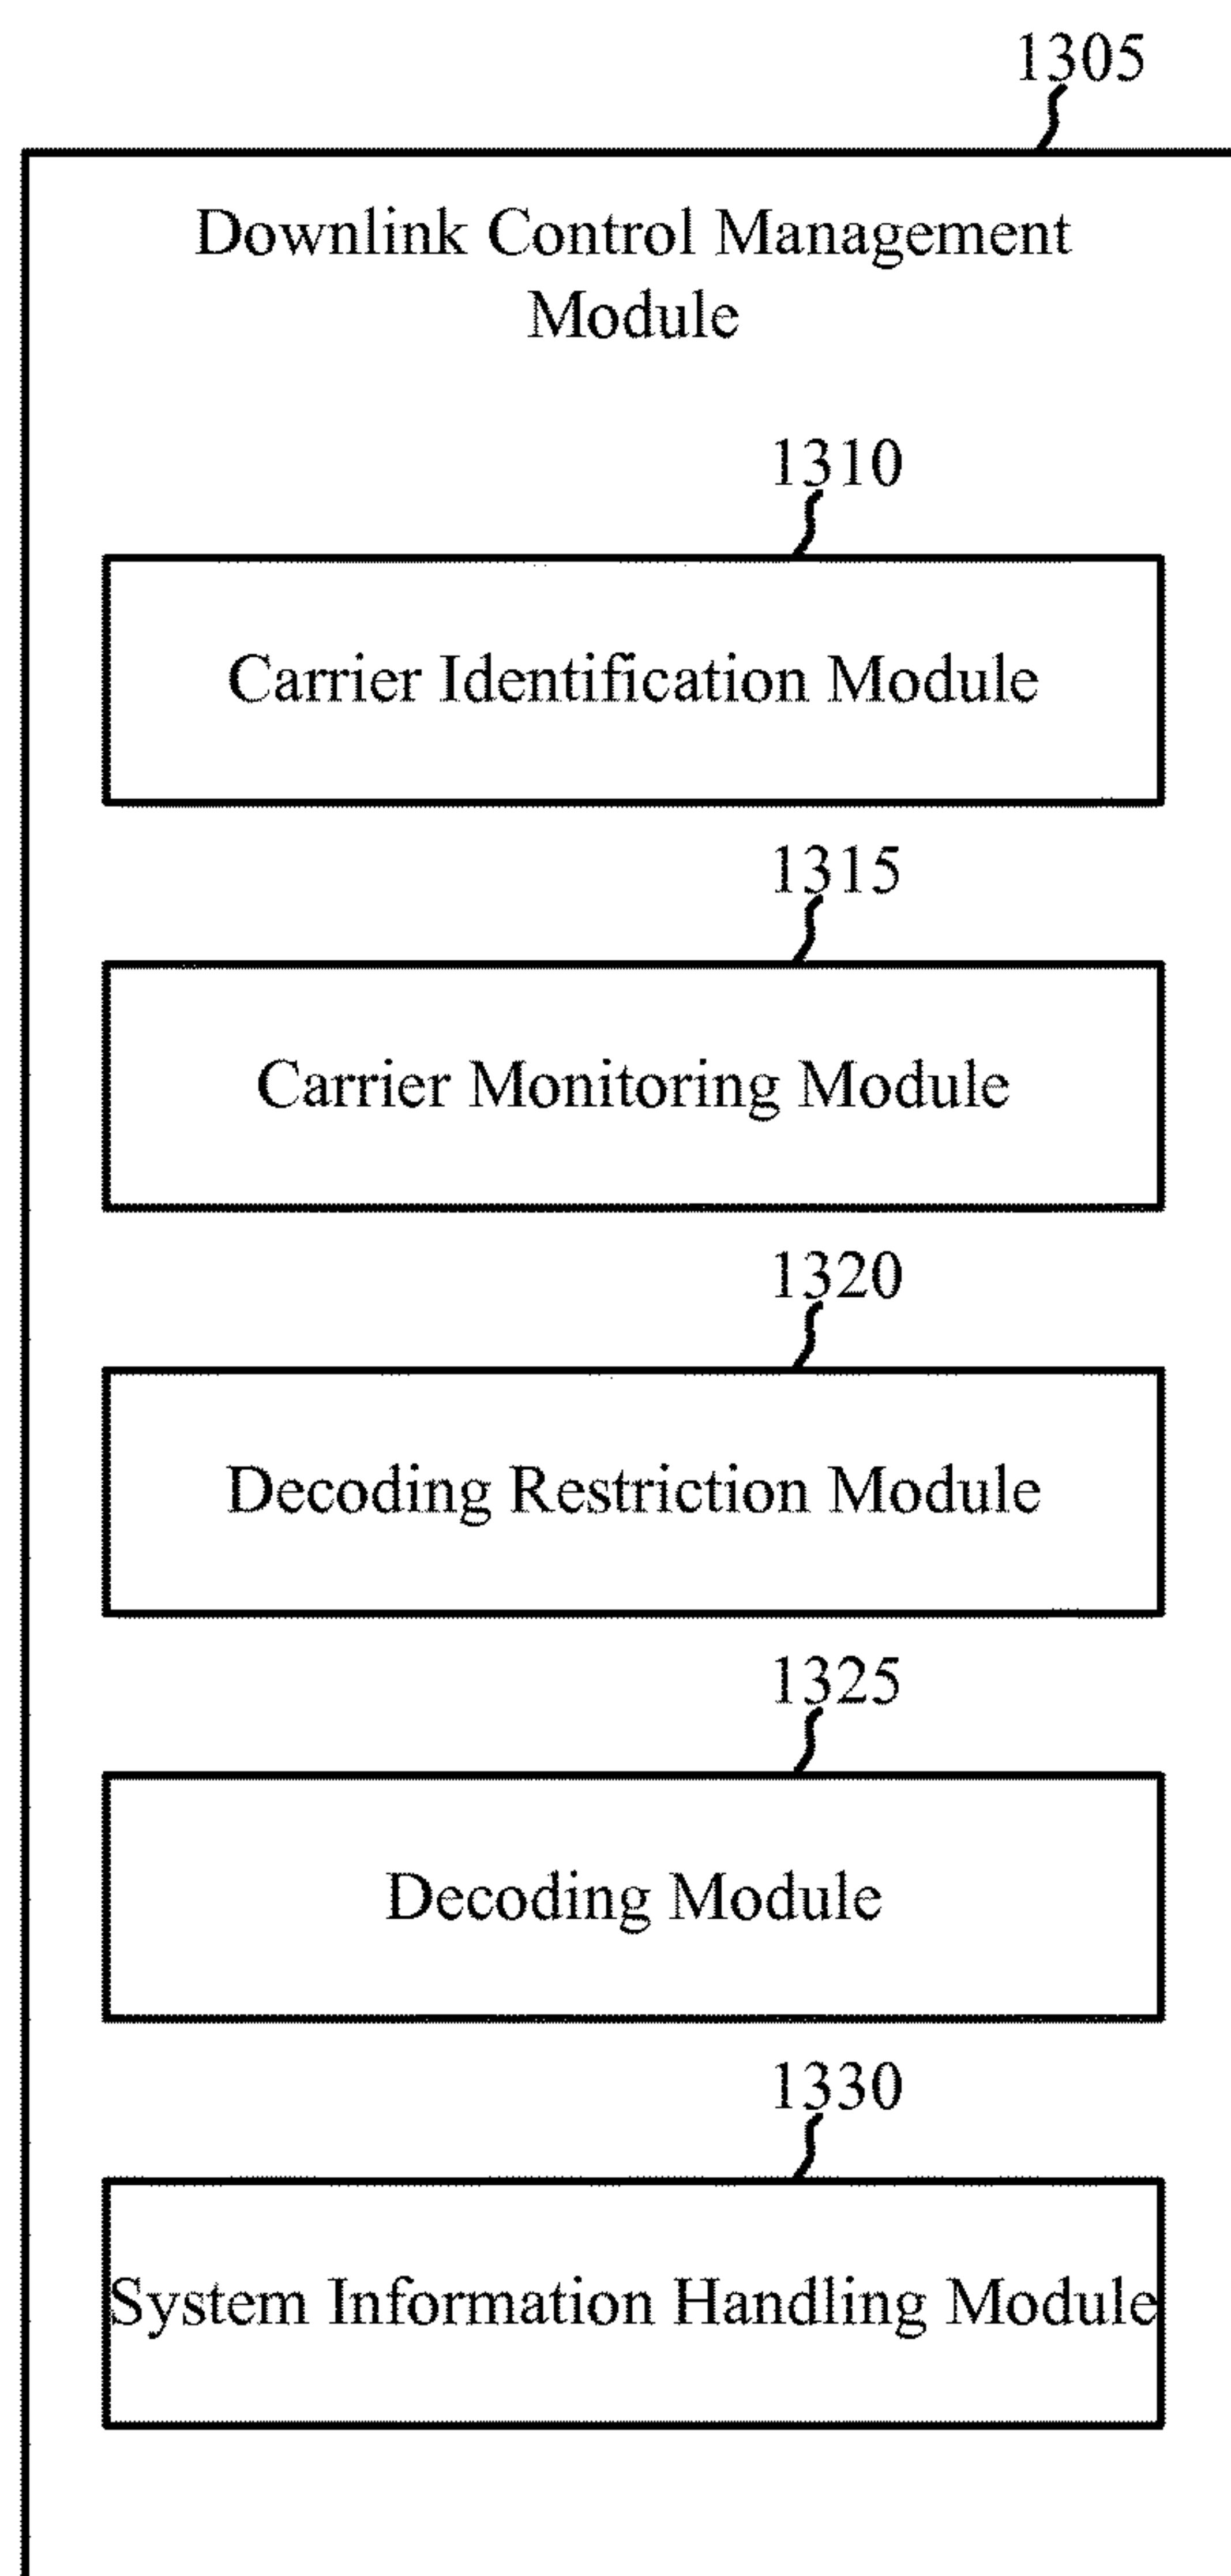 1305
Downlink Control Management
Module
1310
Carrier Identification Module
1315
Carrier Monitoring Module
1320
Decoding Restriction Module
1325
Decoding Module
1330
System Information Handling Module